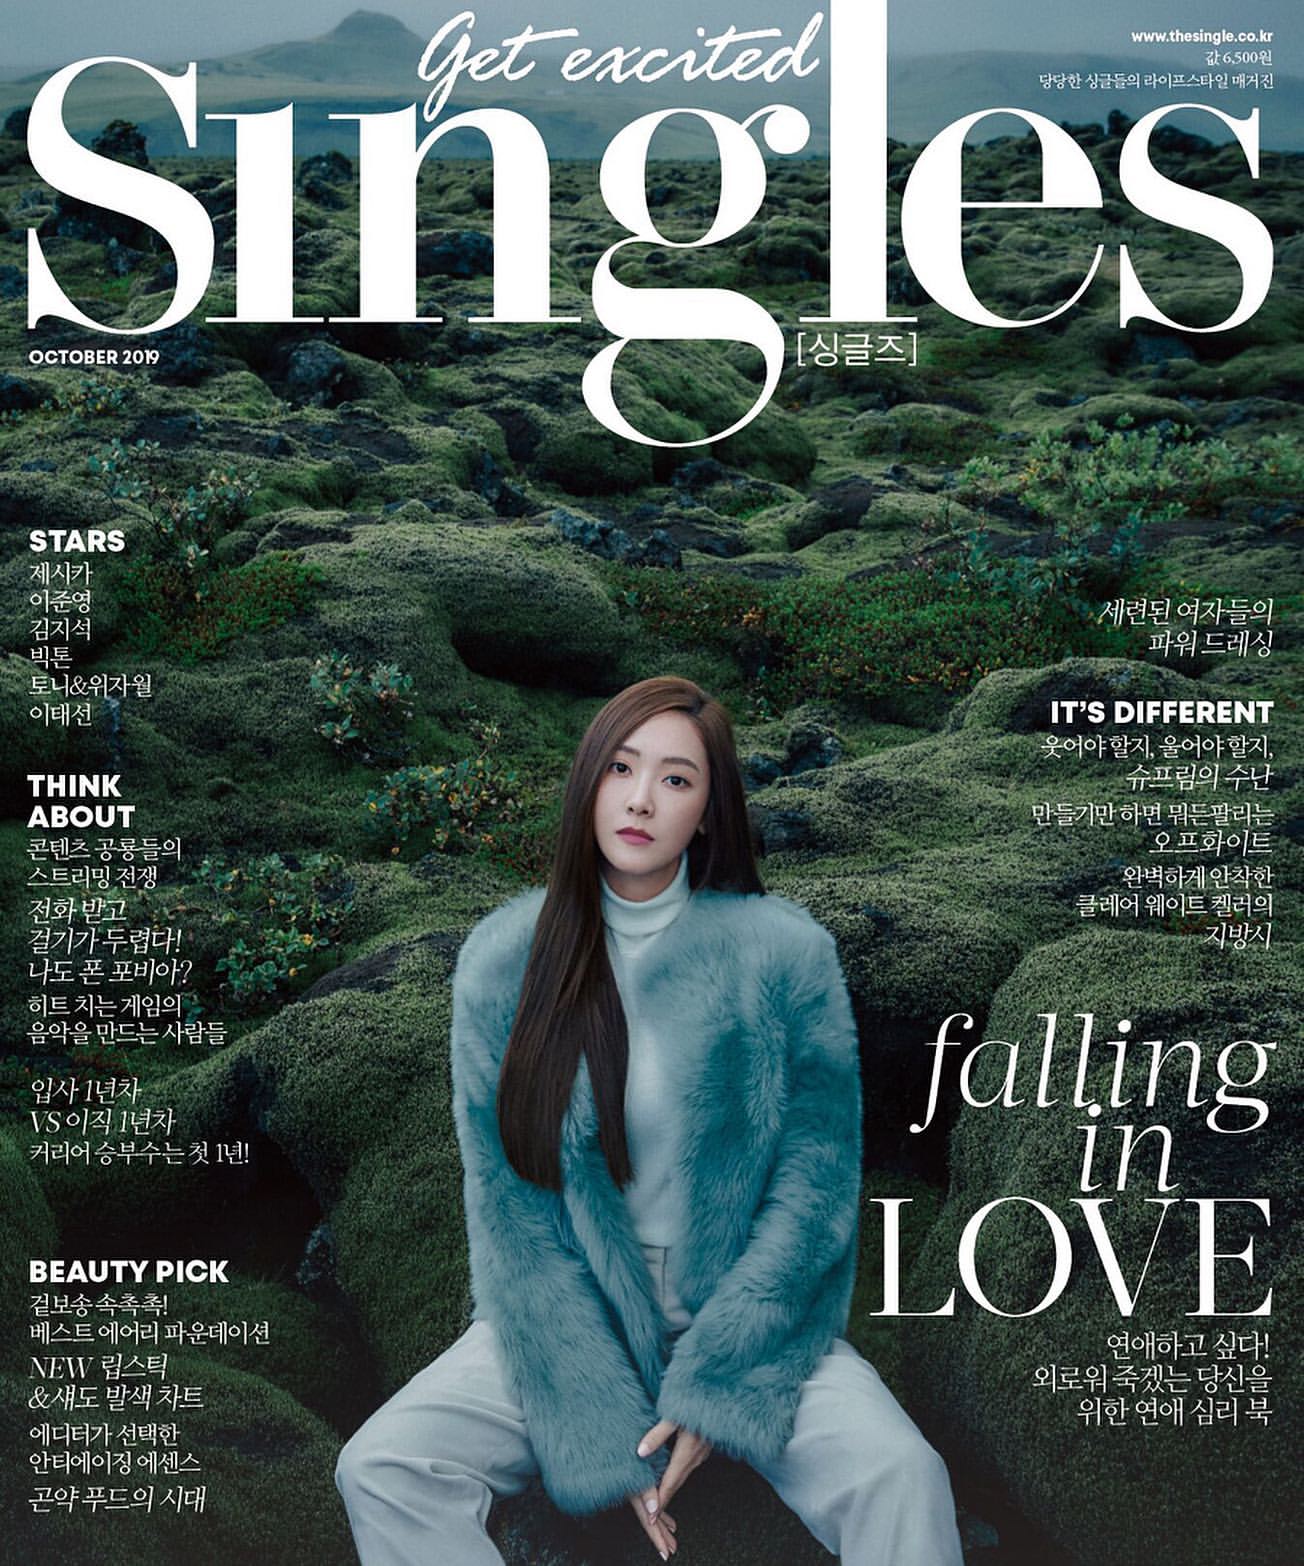 Get excited
Singles
www.thesingle.co.kr
값 6,500원
당당한 싱글들의 라이프스타일 매거진
[싱글즈]
OCTOBER 2019
STARS
제시카
이준영
김지석
빅톤
토니&위자월
이태선
THINK
ABOUT
콘텐츠 공룡들의
스트리밍 전쟁
전화 받고
걸기가 두렵다!
나도 폰 포비아?
히트 치는 게임의
음악을 만드는 사람들
입사 1년차
VS 이직 1년차
커리어 승부수는 첫 1년!
BEAUTY PICK
겉보송 속촉촉!
베스트 에어리 파운데이션
NEW 립스틱
&섀도 발색 차트
에디터가 선택한
안티에이징 에센스
곤약 푸드의 시대
세련된 여자들의
파워 드레싱
IT'S DIFFERENT
웃어야 할지, 울어야 할지,
슈프림의 수난
만들기만 하면 뭐든 팔리는
오프화이트
완벽하게 안착한
클레어 웨이트 켈러의
지방시
falling
in
LOVE
연애하고 싶다!
외로워 죽겠는 당신을
위한 연애 심리 북